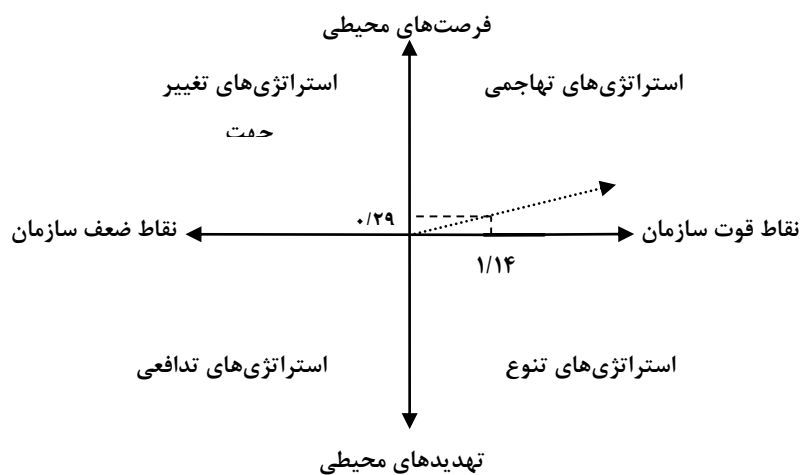 فرصت‌های محیطی
استراتژی‌های تهاجمی
استراتژی‌های تغییر
جهت
۰/۲۹
نقاط قوت سازمان
نقاط ضعف سازمان
۱/۱۴
استراتژی‌های تنوع
استراتژی‌های تدافعی
تهدیدهای محیطی